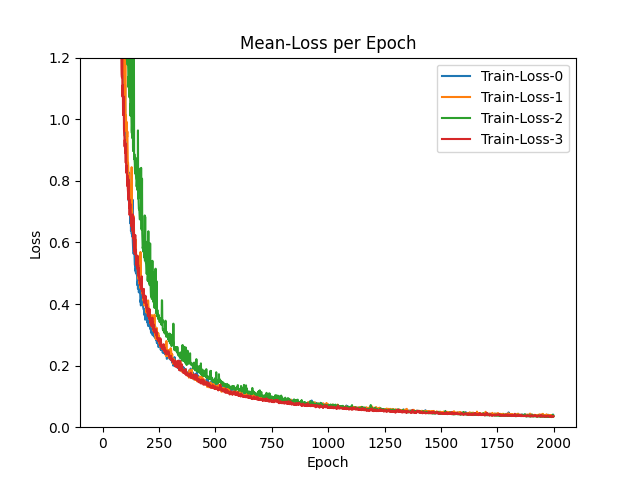 Mean-Loss per Epoch
1.2
1.0
0.8
0.6
0.4
0.2
0.0
Loss
Train-Loss-0
Train-Loss-1
Train-Loss-2
Train-Loss-3
0 250 500 750 1000 1250 1500 1750 2000
Epoch